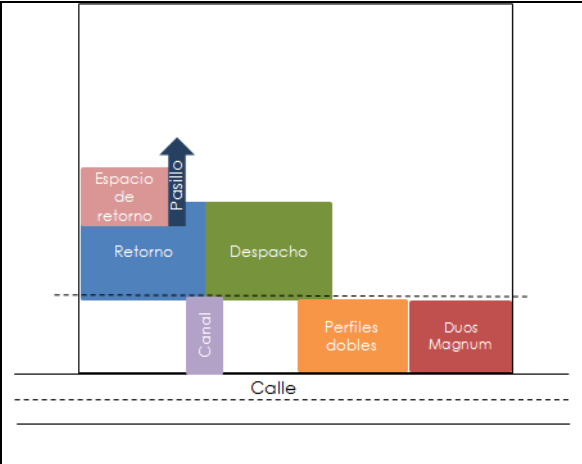 Espacio
de
retorno
Pasillo
Retorno
Despacho
Canal
Perfiles
dobles
Duos
Magnum
Calle